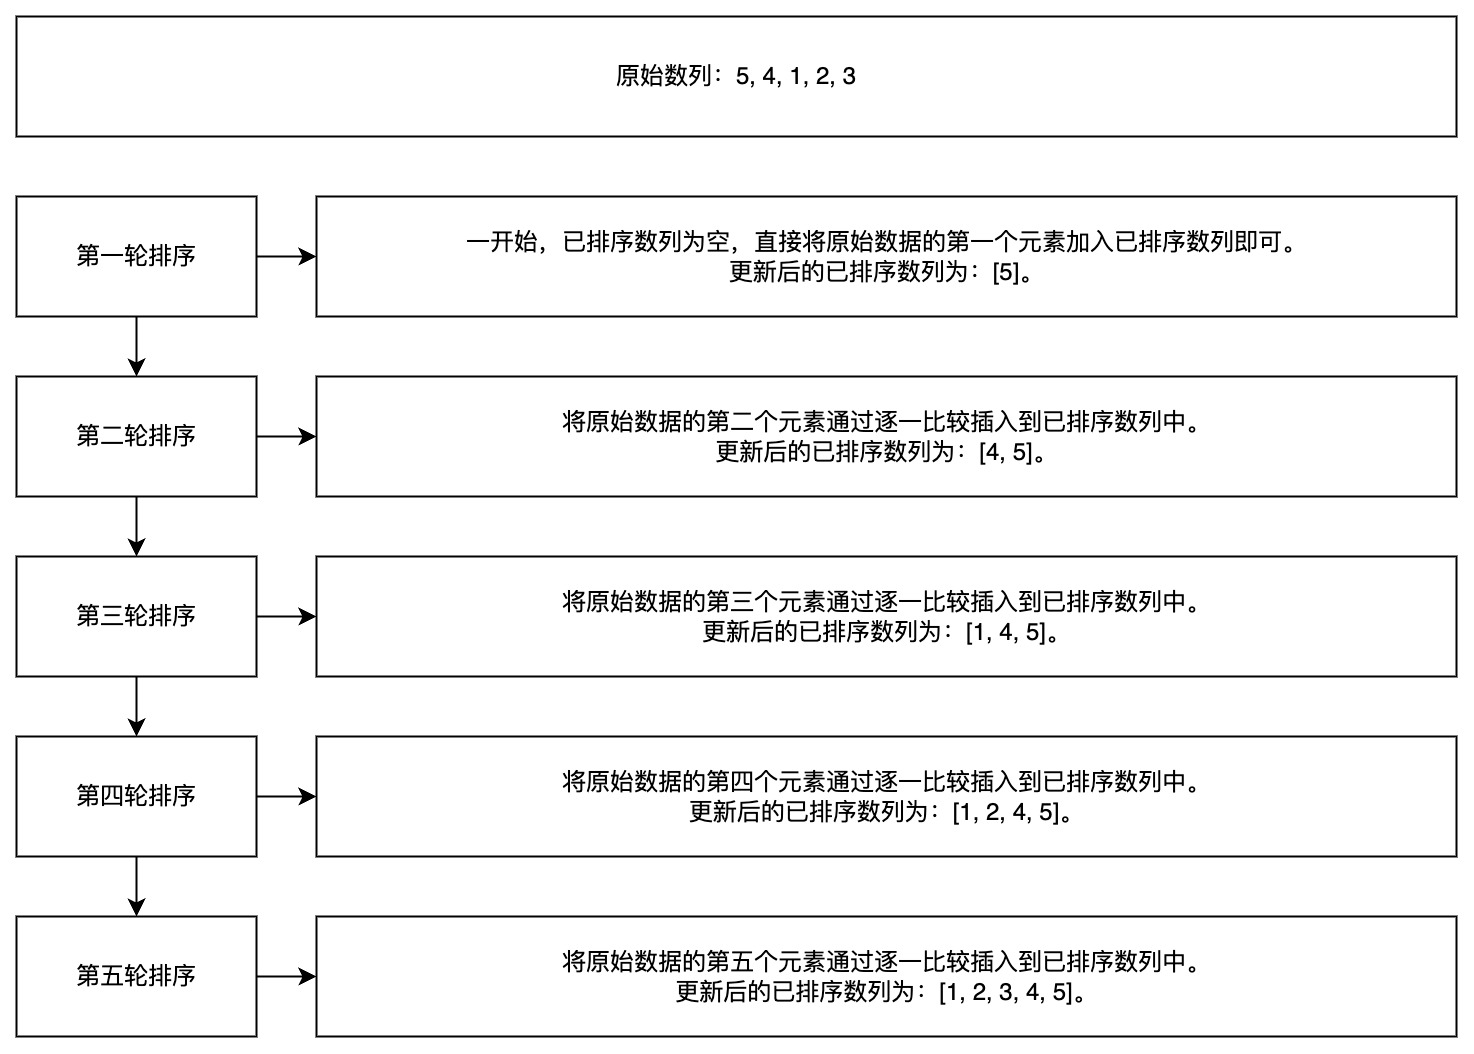 原始数列：5, 4, 1, 2, 3
第一轮排序
一开始，已排序数列为空，直接将原始数据的第一个元素加入已排序数列即可。
更新后的已排序数列为：[5]。
第二轮排序
将原始数据的第二个元素通过逐一比较插入到已排序数列中。
更新后的已排序数列为：[4, 5]。
第三轮排序
将原始数据的第三个元素通过逐一比较插入到已排序数列中。
更新后的已排序数列为：[1, 4, 5]。
第四轮排序
将原始数据的第四个元素通过逐一比较插入到已排序数列中。
更新后的已排序数列为：[1, 2, 4, 5]。
第五轮排序
将原始数据的第五个元素通过逐一比较插入到已排序数列中。
更新后的已排序数列为：[1, 2, 3, 4, 5]。